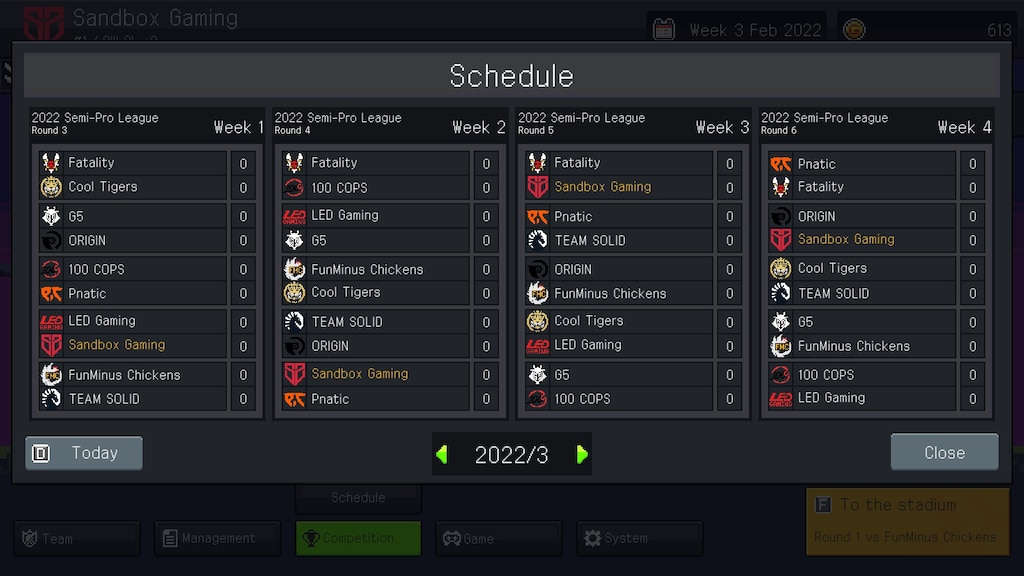 Sandbox Gaming
Week 3 Feb 2022
613
Schedule
2022 Semi-Pro League
Round 3
Week 1
Fatality 0
Cool Tigers 0
G5 0
ORIGIN 0
100 COPS 0
Pnatic 0
LED Gaming 0
Sandbox Gaming 0
FunMinus Chickens 0
TEAM SOLID 0
2022 Semi-Pro League
Round 4
Week 2
Fatality 0
100 COPS 0
LED Gaming 0
G5 0
FunMinus Chickens 0
Cool Tigers 0
TEAM SOLID 0
ORIGIN 0
Sandbox Gaming 0
Pnatic 0
2022 Semi-Pro League
Round 5
Week 3
Fatality 0
Sandbox Gaming 0
Pnatic 0
TEAM SOLID 0
ORIGIN 0
FunMinus Chickens 0
Cool Tigers 0
LED Gaming 0
G5 0
100 COPS 0
2022 Semi-Pro League
Round 6
Week 4
Pnatic 0
Fatality 0
ORIGIN 0
Sandbox Gaming 0
Cool Tigers 0
TEAM SOLID 0
G5 0
FunMinus Chickens 0
100 COPS 0
LED Gaming 0
D Today
2022/3
Close
Schedule
Team
Management
Competition
Game
System
F To the stadium
Round 1 vs FunMinus Chickens